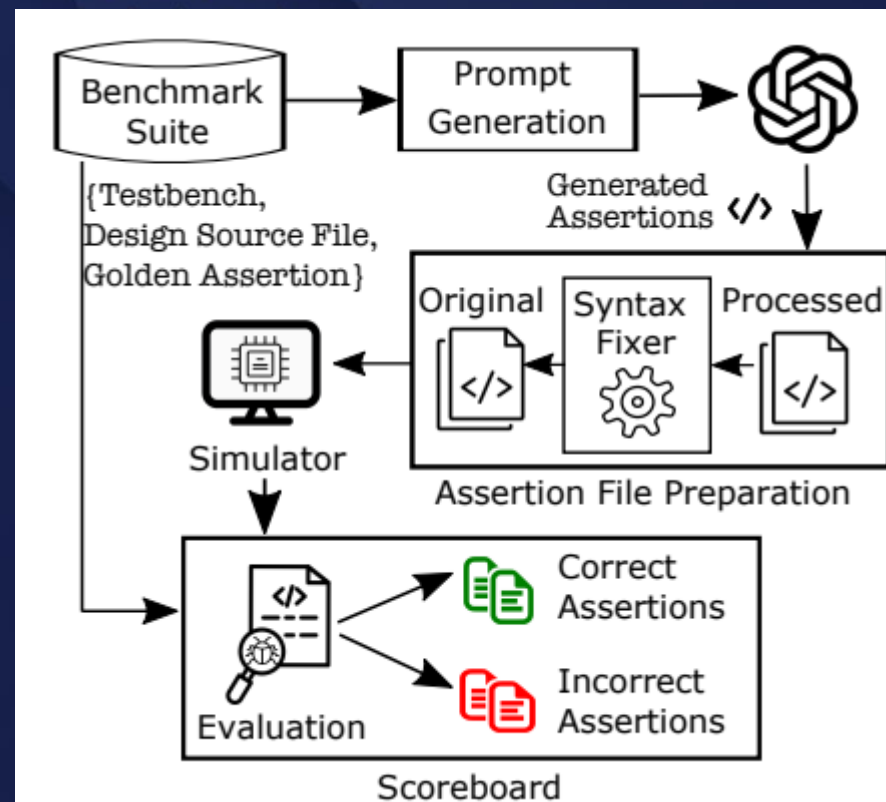 Benchmark
Suite
Prompt
Generation
{Testbench,
Design Source File,
Golden Assertion}
Generated
Assertions </>
Original
Syntax
Fixer
Processed
</>
</>
Simulator
Assertion File Preparation
</>
Evaluation
Correct
Assertions
Incorrect
Assertions
Scoreboard